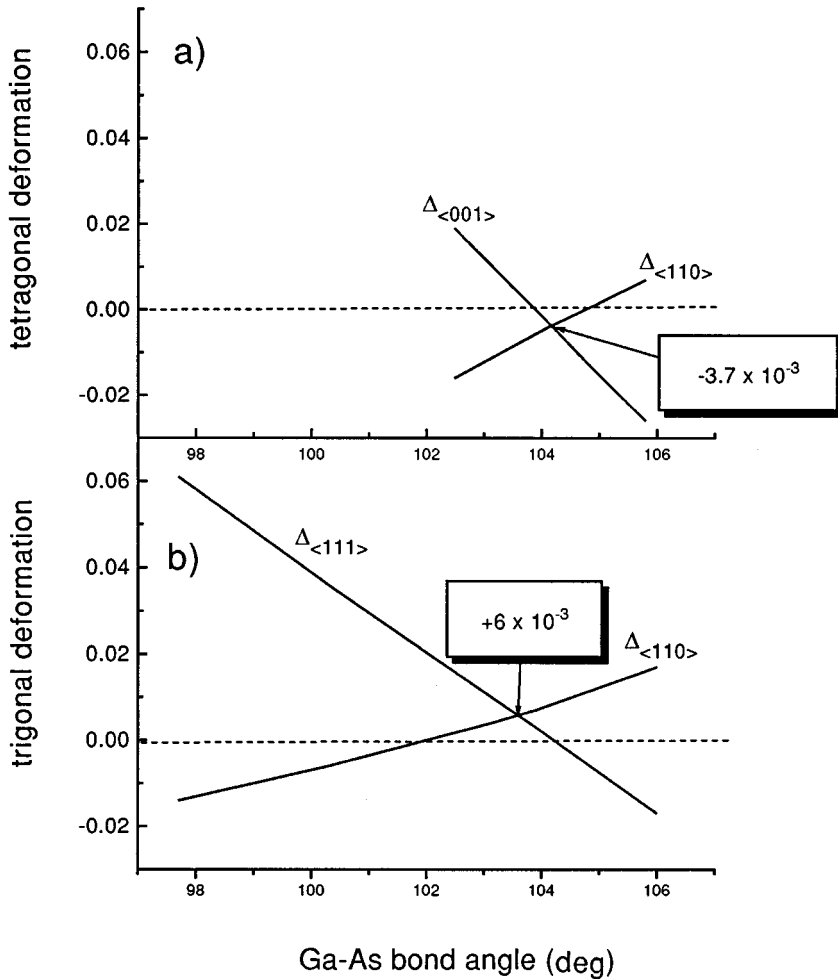 tetragonal deformation
a)
0.06
0.04
0.02
0.00
-0.02
Δ<001>
Δ<110>
-3.7 x 10-3
98 100 102 104 106
trigonal deformation
b)
0.06
0.04
0.02
0.00
-0.02
Δ<111>
+6 x 10-3
Δ<110>
98 100 102 104 106
Ga-As bond angle (deg)